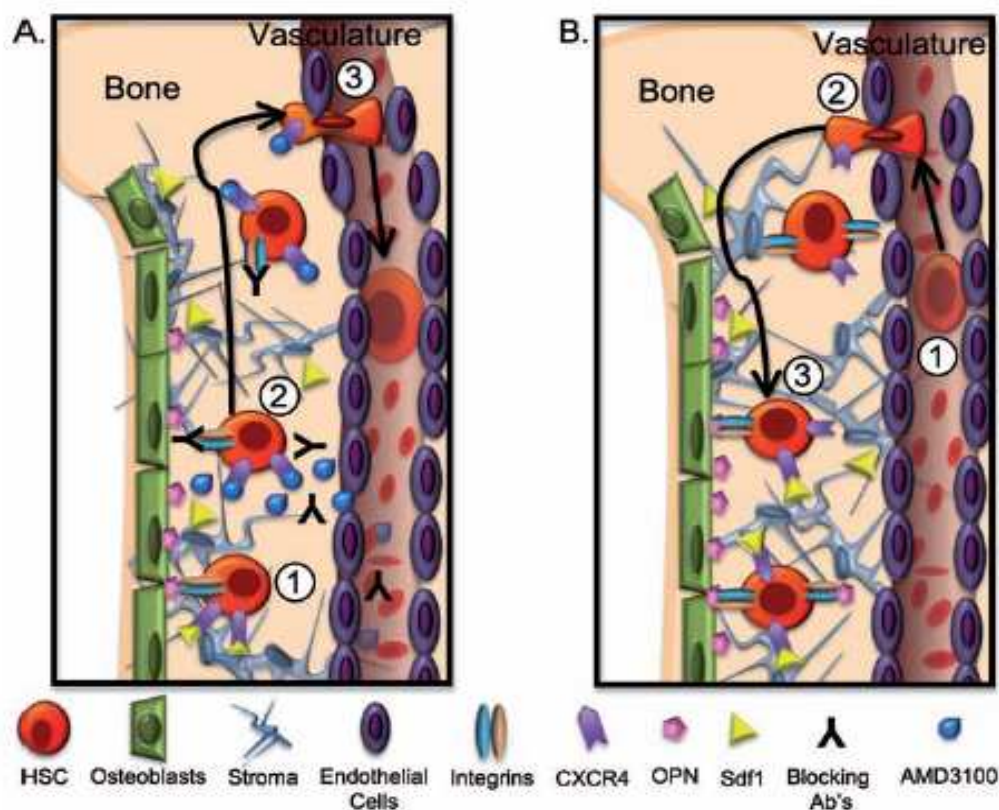 A.
Vasculature
Bone
3
2
1
B.
Vasculature
Bone
2
3
1
HSC
Osteoblasts
Stroma
Endothelial
Cells
Integrins
CXCR4
OPN
Sdf1
Blocking
Ab's
AMD3100